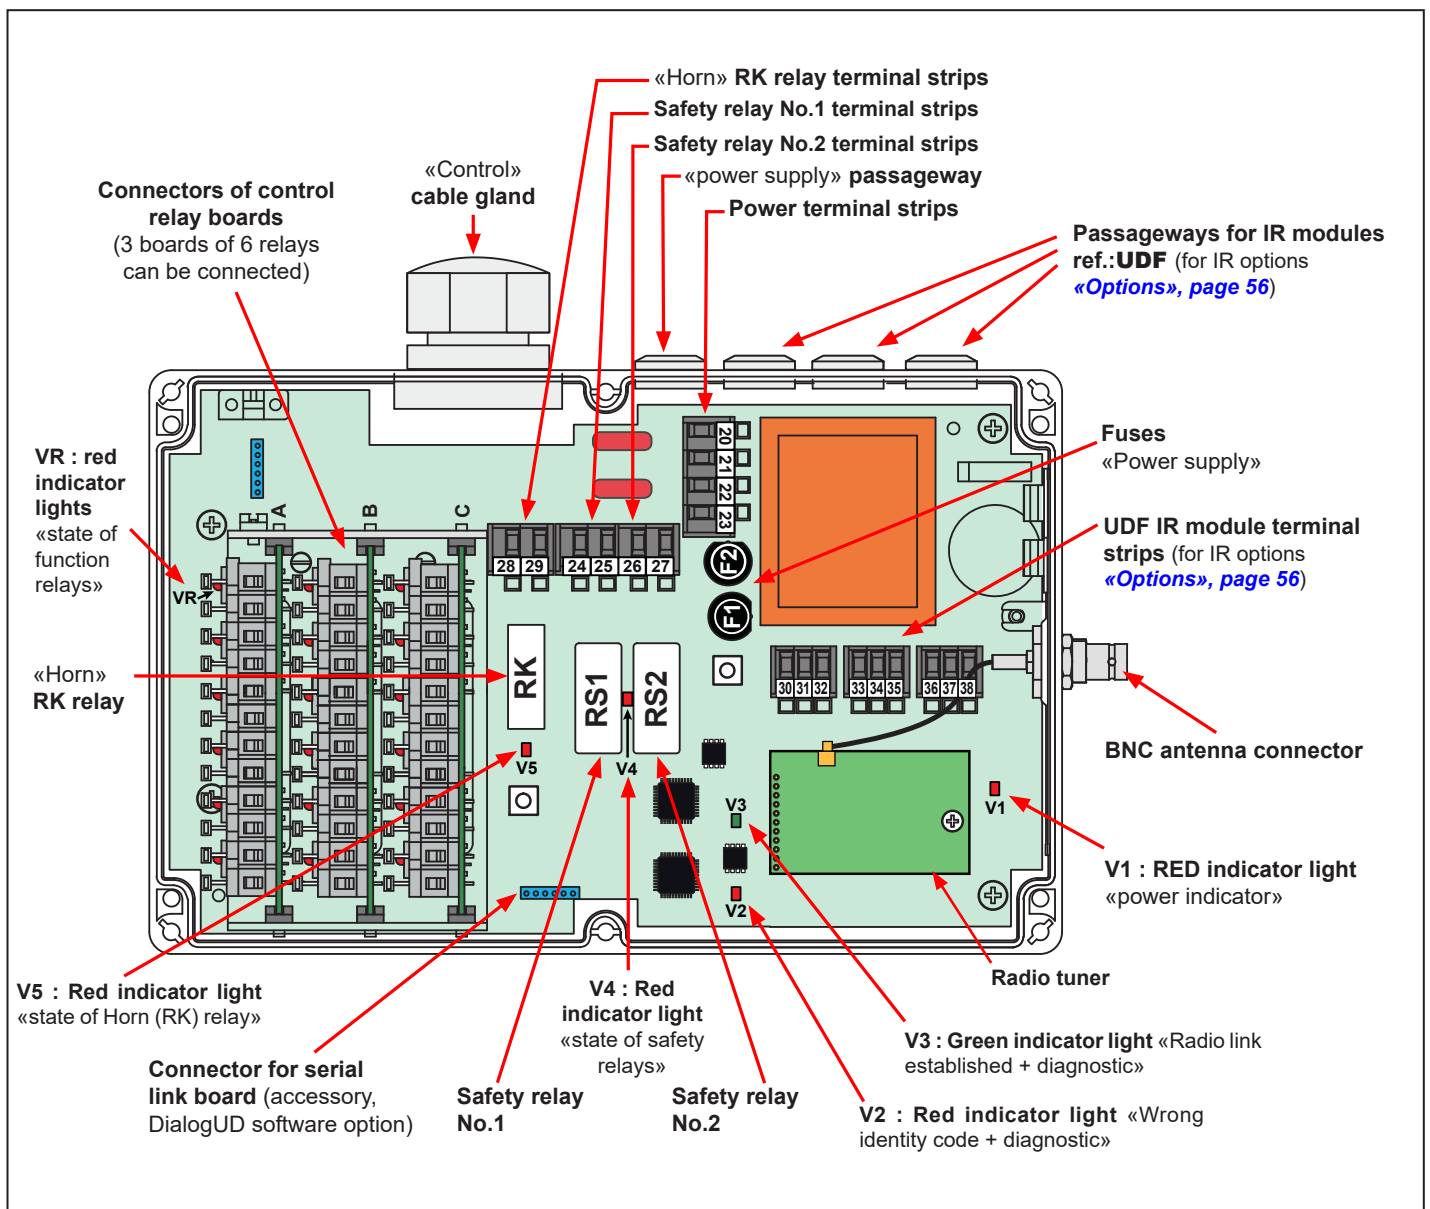 «Horn» RK relay terminal strips
Safety relay No.1 terminal strips
Safety relay No.2 terminal strips
«power supply» passageway
Power terminal strips
«Control»
cable gland
Connectors of control
relay boards
(3 boards of 6 relays
can be connected)
Passageways for IR modules
ref.:UDF (for IR options
«Options», page 56)
VR : red
indicator
lights
«state of
function
relays»
Fuses
«Power supply»
UDF IR module terminal
strips (for IR options
«Options», page 56)
A
B
C
20
21
22
23
28 29
24 25 26 27
F2
F1
VR
«Horn»
RK relay
RK
RS1
RS2
30 31 32
33 34 35
36 37 38
BNC antenna connector
V5
V4
V3
V1
V2
V1 : RED indicator light
«power indicator»
Radio tuner
V5 : Red indicator light
«state of Horn (RK) relay»
V4 : Red
indicator light
«state of safety
relays»
V3 : Green indicator light «Radio link
established + diagnostic»
Connector for serial
link board (accessory,
DialogUD software option)
Safety relay
No.1
Safety relay
No.2
V2 : Red indicator light «Wrong
identity code + diagnostic»